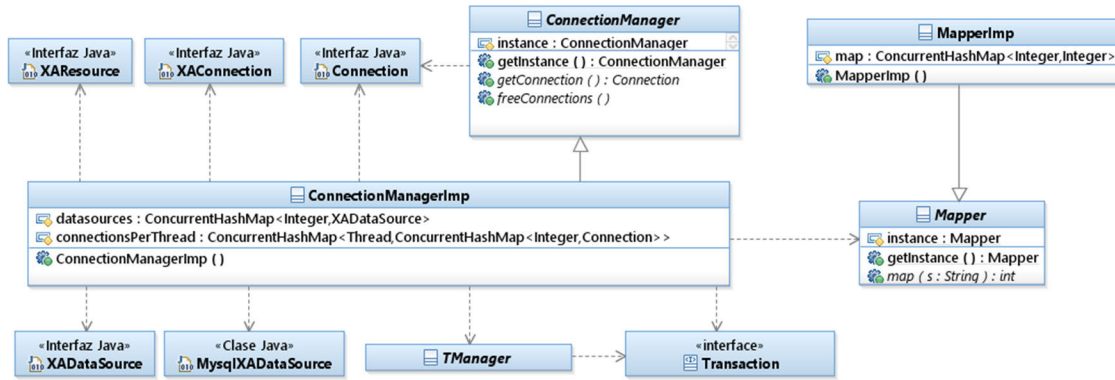 ConnectionManager
instance : ConnectionManager
getInstance ( ) : ConnectionManager
getConnection ( ) : Connection
freeConnections ( )
MapperImp
map : ConcurrentHashMap<Integer,Integer>
MapperImp ( )
«Interfaz Java»
XAResource
«Interfaz Java»
XAConnection
«Interfaz Java»
Connection
ConnectionManagerImp
datasources : ConcurrentHashMap<Integer,XADataSource>
connectionsPerThread : ConcurrentHashMap<Thread,ConcurrentHashMap<Integer,Connection>>
ConnectionManagerImp ( )
Mapper
instance : Mapper
getInstance ( ) : Mapper
map ( s : String ) : int
«Interfaz Java»
XADataSource
«Clase Java»
MysqlXADataSource
TManager
«interface»
Transaction